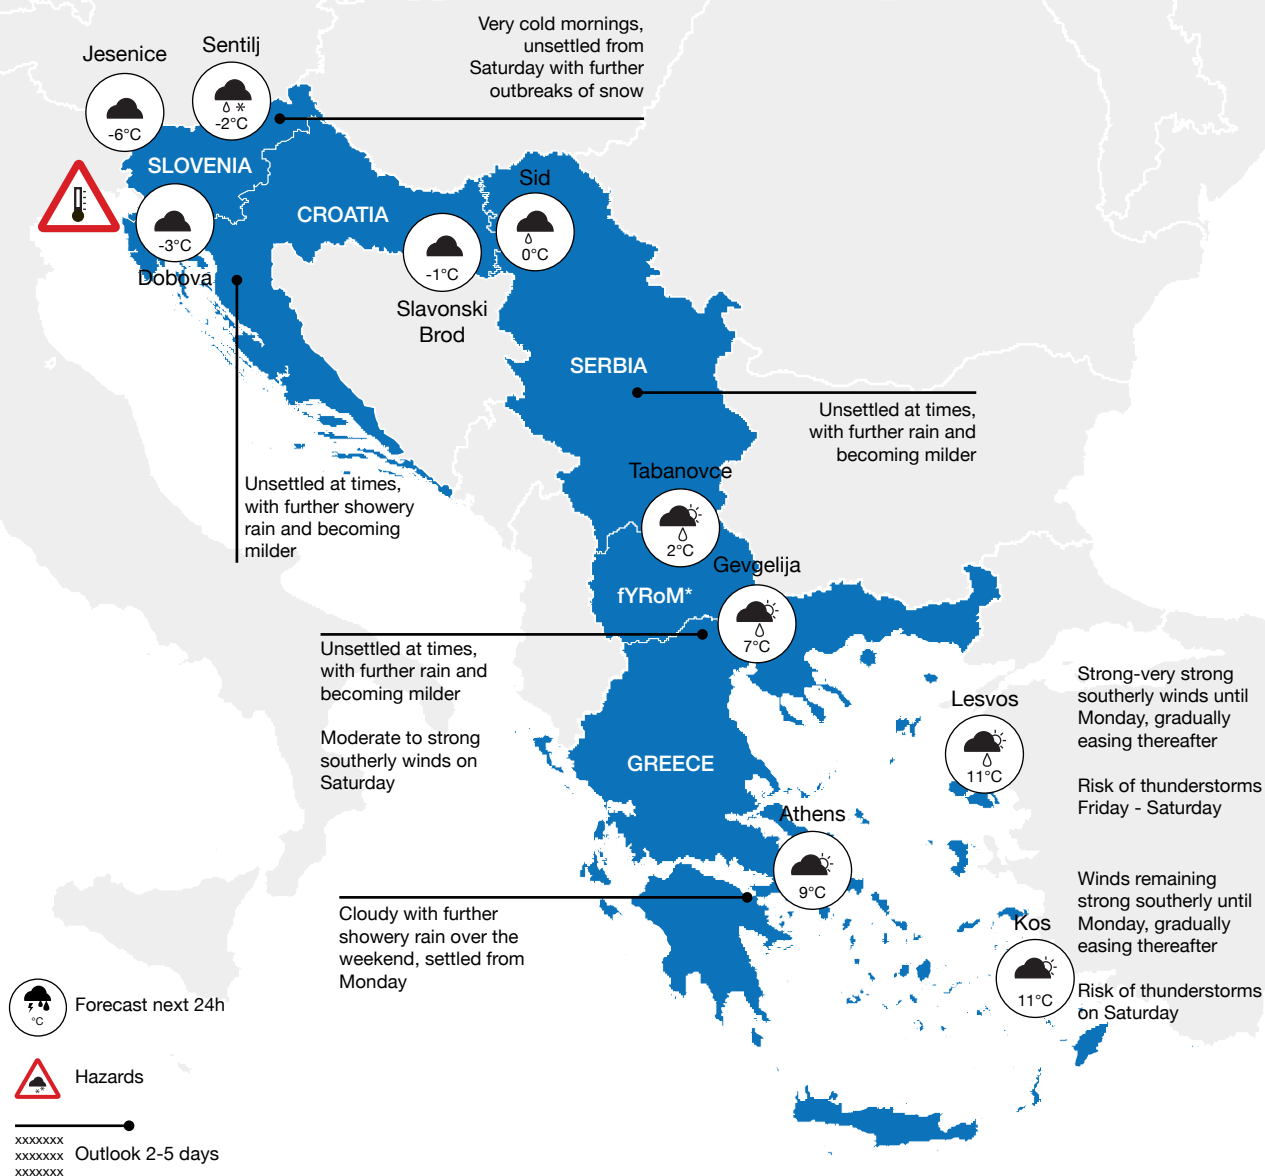 Very cold mornings,
unsettled from
Saturday with further
outbreaks of snow
Jesenice
-6°C
Sentilj
-2°C
SLOVENIA
CROATIA
Sid
0°C
-3°C
Dobova
-1°C
Slavonski
Brod
SERBIA
Unsettled at times,
with further rain and
becoming milder
Unsettled at times,
with further showery
rain and becoming
milder
Tabanovce
2°C
Gevgelija
7°C
fYRoM*
Unsettled at times,
with further rain and
becoming milder
Moderate to strong
southerly winds on
Saturday
GREECE
Lesvos
11°C
Strong-very strong
southerly winds until
Monday, gradually
easing thereafter
Risk of thunderstorms
Friday - Saturday
Athens
9°C
Cloudy with further
showery rain over the
weekend, settled from
Monday
Kos
11°C
Winds remaining
strong southerly until
Monday, gradually
easing thereafter
Risk of thunderstorms
on Saturday
°C
Forecast next 24h
Hazards
xxxxxxx
xxxxxxx
xxxxxxx
Outlook 2-5 days